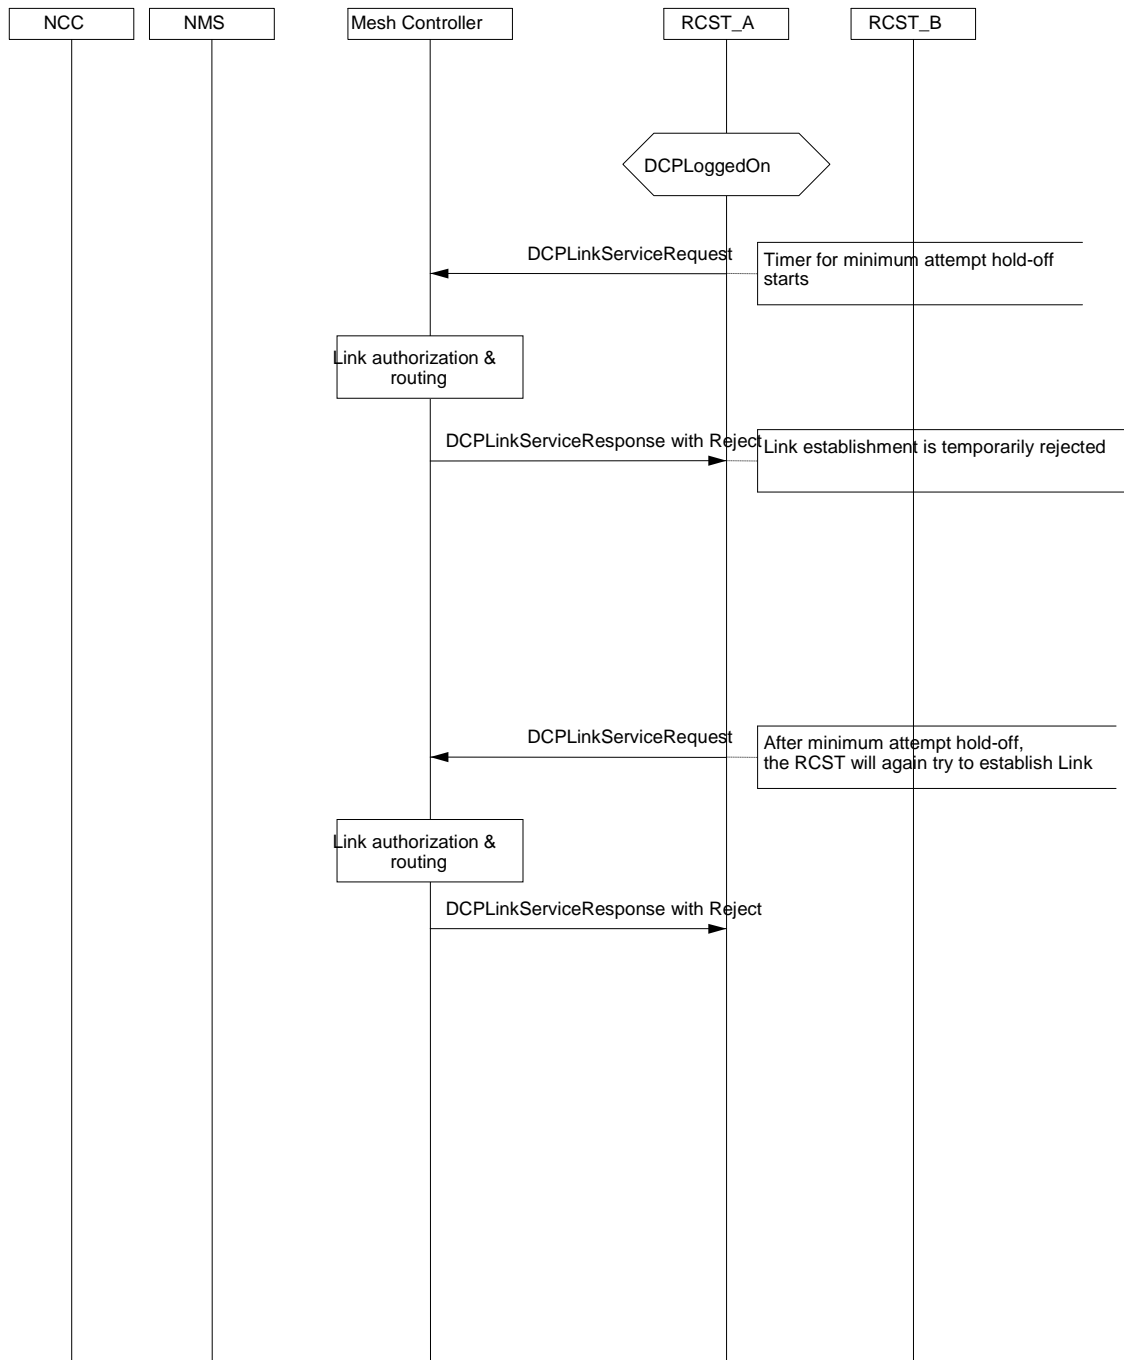 NCC
NMS
Mesh Controller
RCST_A
RCST_B
DCPLoggedOn
DCPLinkServiceRequest
Timer for minimum attempt hold-off
starts
Link authorization &
routing
DCPLinkServiceResponse with Reject
Link establishment is temporarily rejected
DCPLinkServiceRequest
After minimum attempt hold-off,
the RCST will again try to establish Link
Link authorization &
routing
DCPLinkServiceResponse with Reject